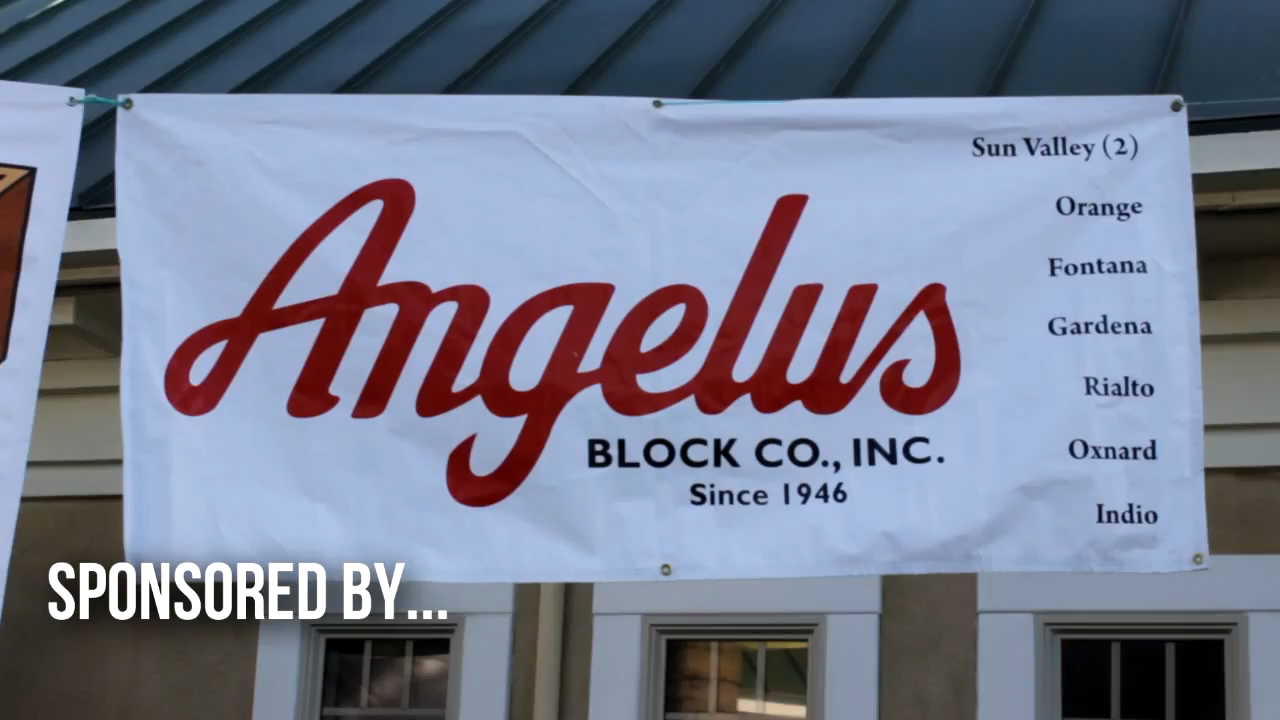 Sun Valley (2)
Orange
Fontana
Gardena
Rialto
Oxnard
Indio
Angelus
BLOCK CO., INC.
Since 1946
SPONSORED BY...